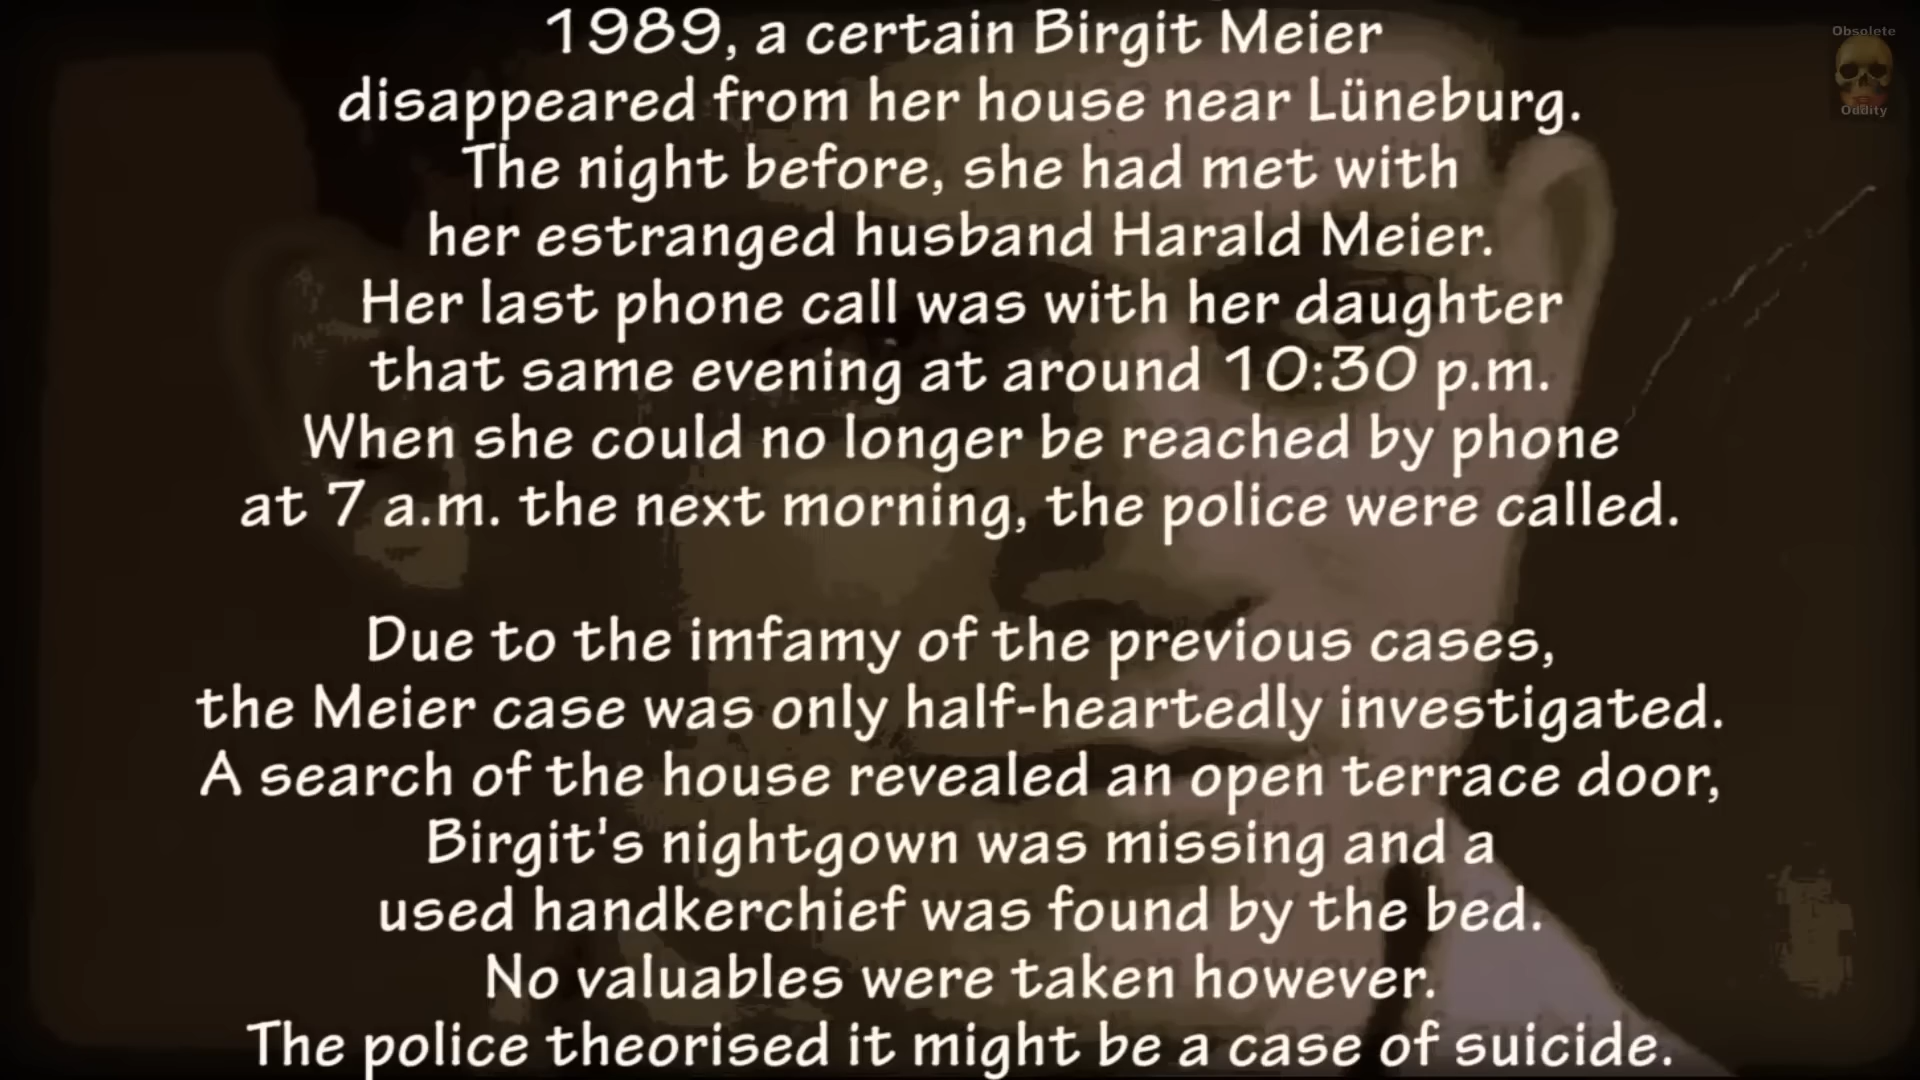 Obsolete
Oddity
1989, a certain Birgit Meier
disappeared from her house near Lüneburg.
The night before, she had met with
her estranged husband Harald Meier.
Her last phone call was with her daughter
that same evening at around 10:30 p.m.
When she could no longer be reached by phone
at 7 a.m. the next morning, the police were called.
Due to the imfamy of the previous cases,
the Meier case was only half-heartedly investigated.
A search of the house revealed an open terrace door,
Birgit's nightgown was missing and a
used handkerchief was found by the bed.
No valuables were taken however.
The police theorised it might be a case of suicide.